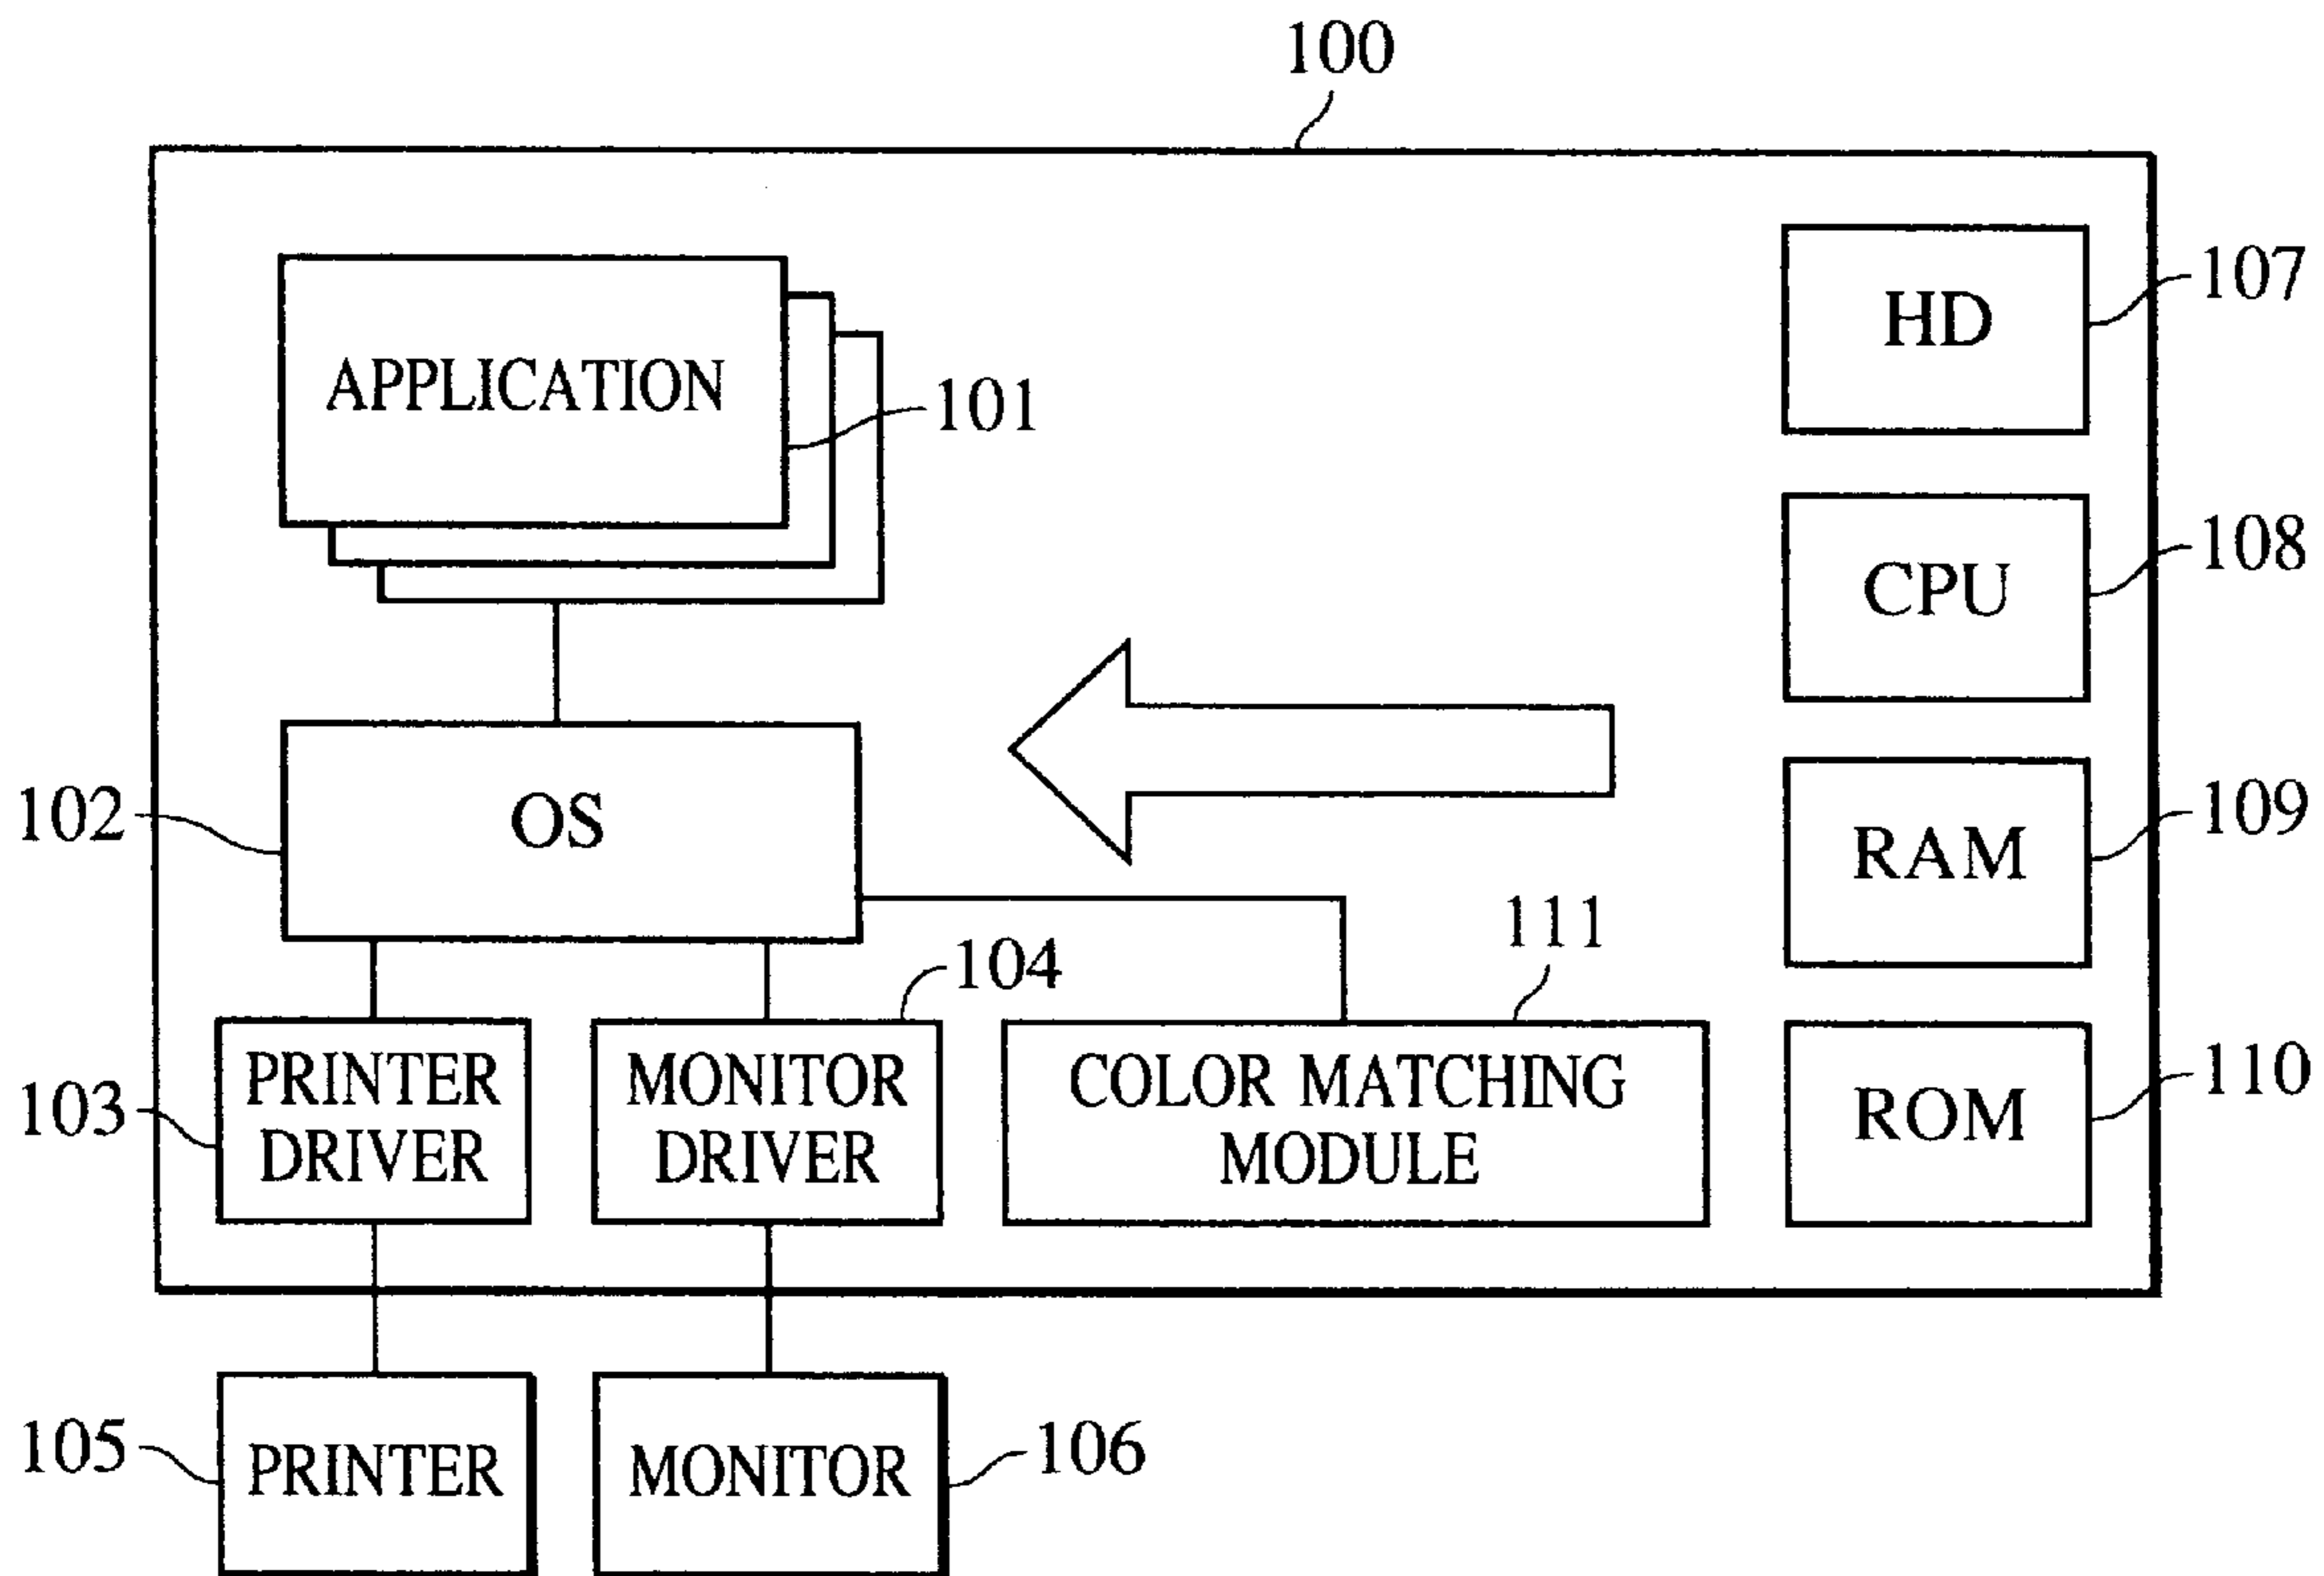 100
HD
107
APPLICATION
101
CPU
108
102
OS
RAM
109
111
104
PRINTER
DRIVER
103
MONITOR
DRIVER
COLOR MATCHING
MODULE
ROM
110
105
PRINTER
MONITOR
106